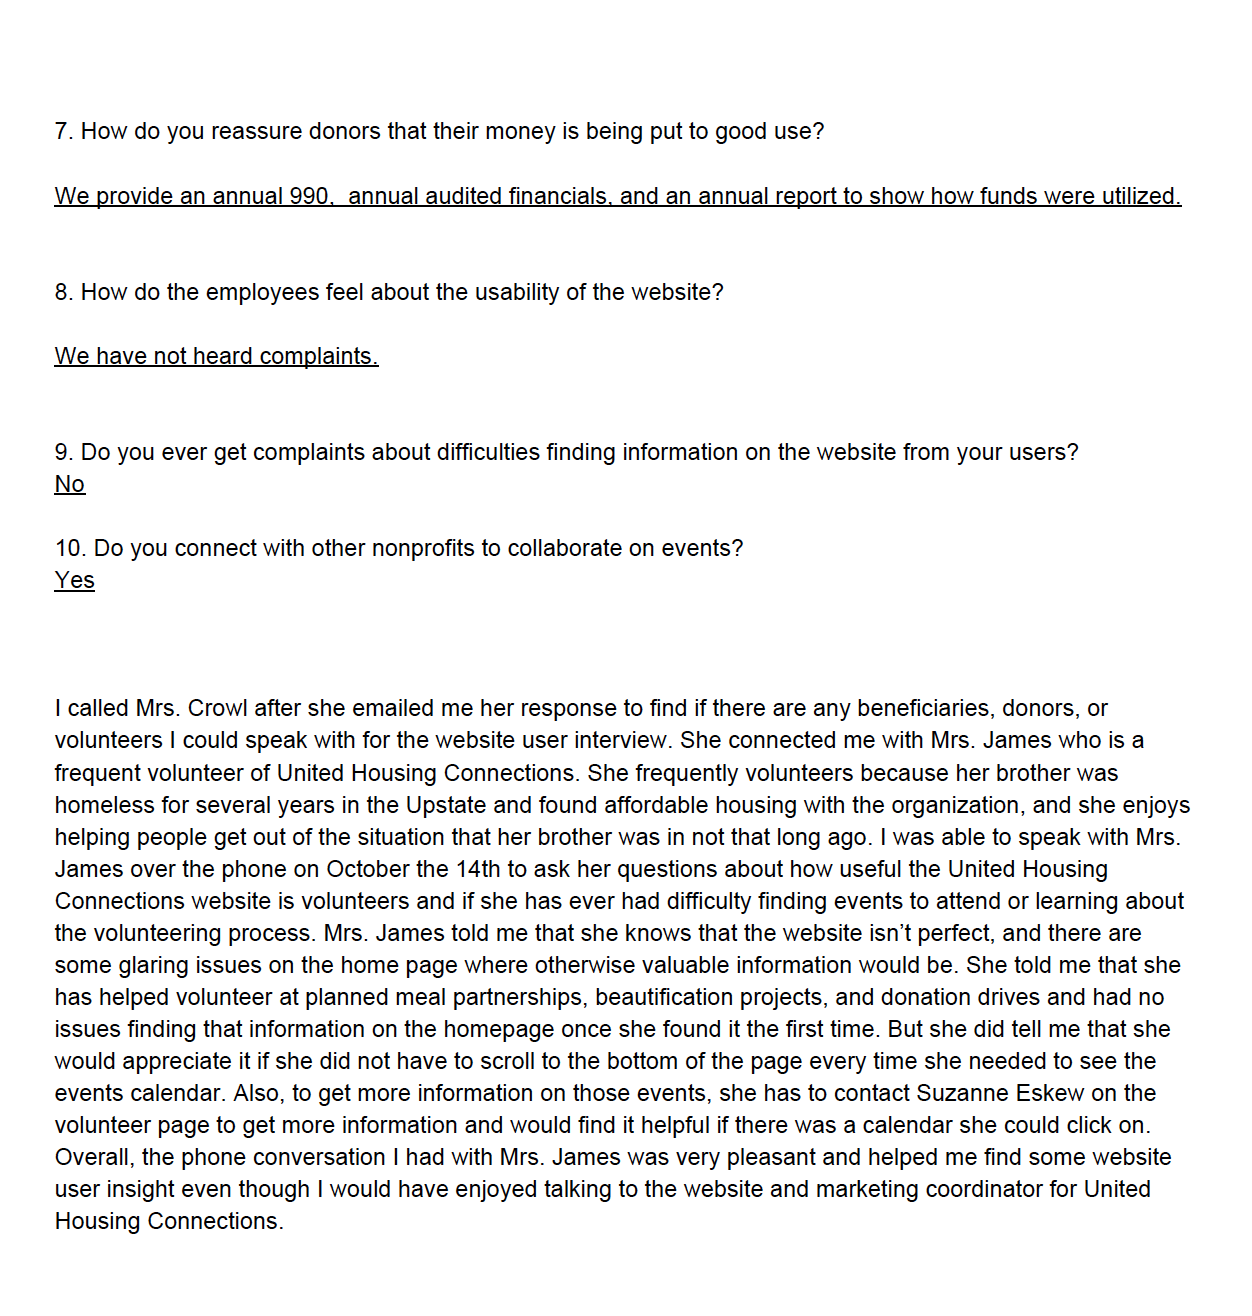 7. How do you reassure donors that their money is being put to good use?
We provide an annual 990,  annual audited financials, and an annual report to show how funds were utilized.
8. How do the employees feel about the usability of the website?
We have not heard complaints.
9. Do you ever get complaints about difficulties finding information on the website from your users?
No
10. Do you connect with other nonprofits to collaborate on events?
Yes
I called Mrs. Crowl after she emailed me her response to find if there are any beneficiaries, donors, or
volunteers I could speak with for the website user interview. She connected me with Mrs. James who is a
frequent volunteer of United Housing Connections. She frequently volunteers because her brother was
homeless for several years in the Upstate and found affordable housing with the organization, and she enjoys
helping people get out of the situation that her brother was in not that long ago. I was able to speak with Mrs.
James over the phone on October the 14th to ask her questions about how useful the United Housing
Connections website is volunteers and if she has ever had difficulty finding events to attend or learning about
the volunteering process. Mrs. James told me that she knows that the website isn’t perfect, and there are
some glaring issues on the home page where otherwise valuable information would be. She told me that she
has helped volunteer at planned meal partnerships, beautification projects, and donation drives and had no
issues finding that information on the homepage once she found it the first time. But she did tell me that she
would appreciate it if she did not have to scroll to the bottom of the page every time she needed to see the
events calendar. Also, to get more information on those events, she has to contact Suzanne Eskew on the
volunteer page to get more information and would find it helpful if there was a calendar she could click on.
Overall, the phone conversation I had with Mrs. James was very pleasant and helped me find some website
user insight even though I would have enjoyed talking to the website and marketing coordinator for United
Housing Connections.